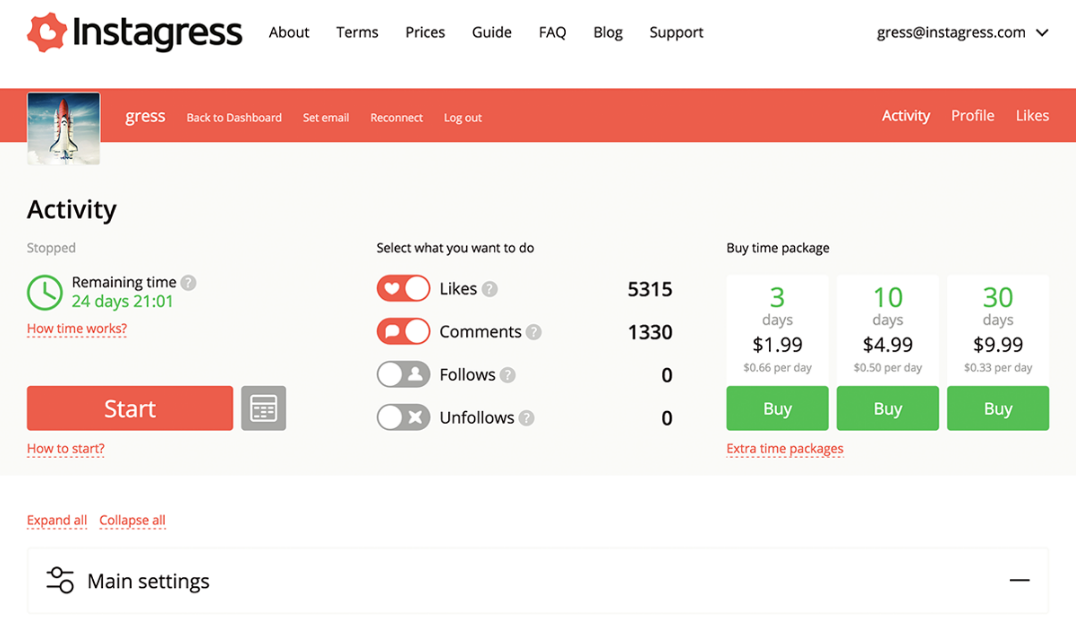 Instagress About Terms Prices Guide FAQ Blog Support gress@instagress.com
gress Back to Dashboard Set email Reconnect Log out Activity Profile Likes
Activity
Stopped
Remaining time ?
24 days 21:01
How time works?
Start
How to start?
Select what you want to do
Likes ? 5315
Comments ? 1330
Follows ? 0
Unfollows ? 0
Buy time package
3
days
$1.99
$0.66 per day
Buy
10
days
$4.99
$0.50 per day
Buy
30
days
$9.99
$0.33 per day
Buy
Extra time packages
Expand all Collapse all
Main settings